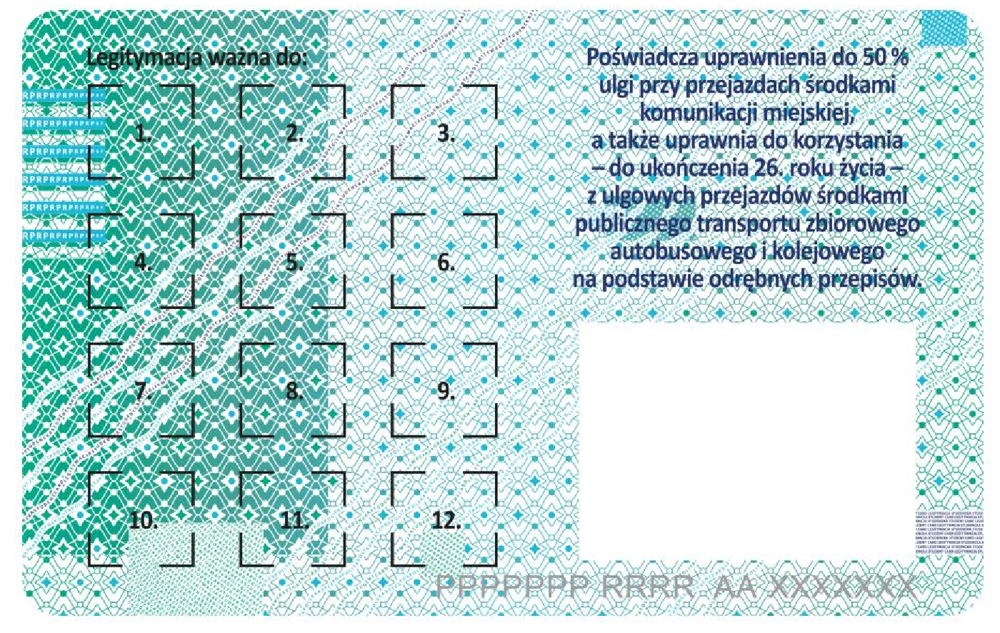 Legitymacja ważna do:
1.
2.
3.
4.
5.
6.
7.
8.
9.
10.
11.
12.
Poświadcza uprawnienia do 50 %
ulgi przy przejazdach środkami
komunikacji miejskiej,
a także uprawnia do korzystania
– do ukończenia 26. roku życia –
z ulgowych przejazdów środkami
publicznego transportu zbiorowego
autobusowego i kolejowego
na podstawie odrębnych przepisów.
PPPPPPP RRRR AA XXXXXXX